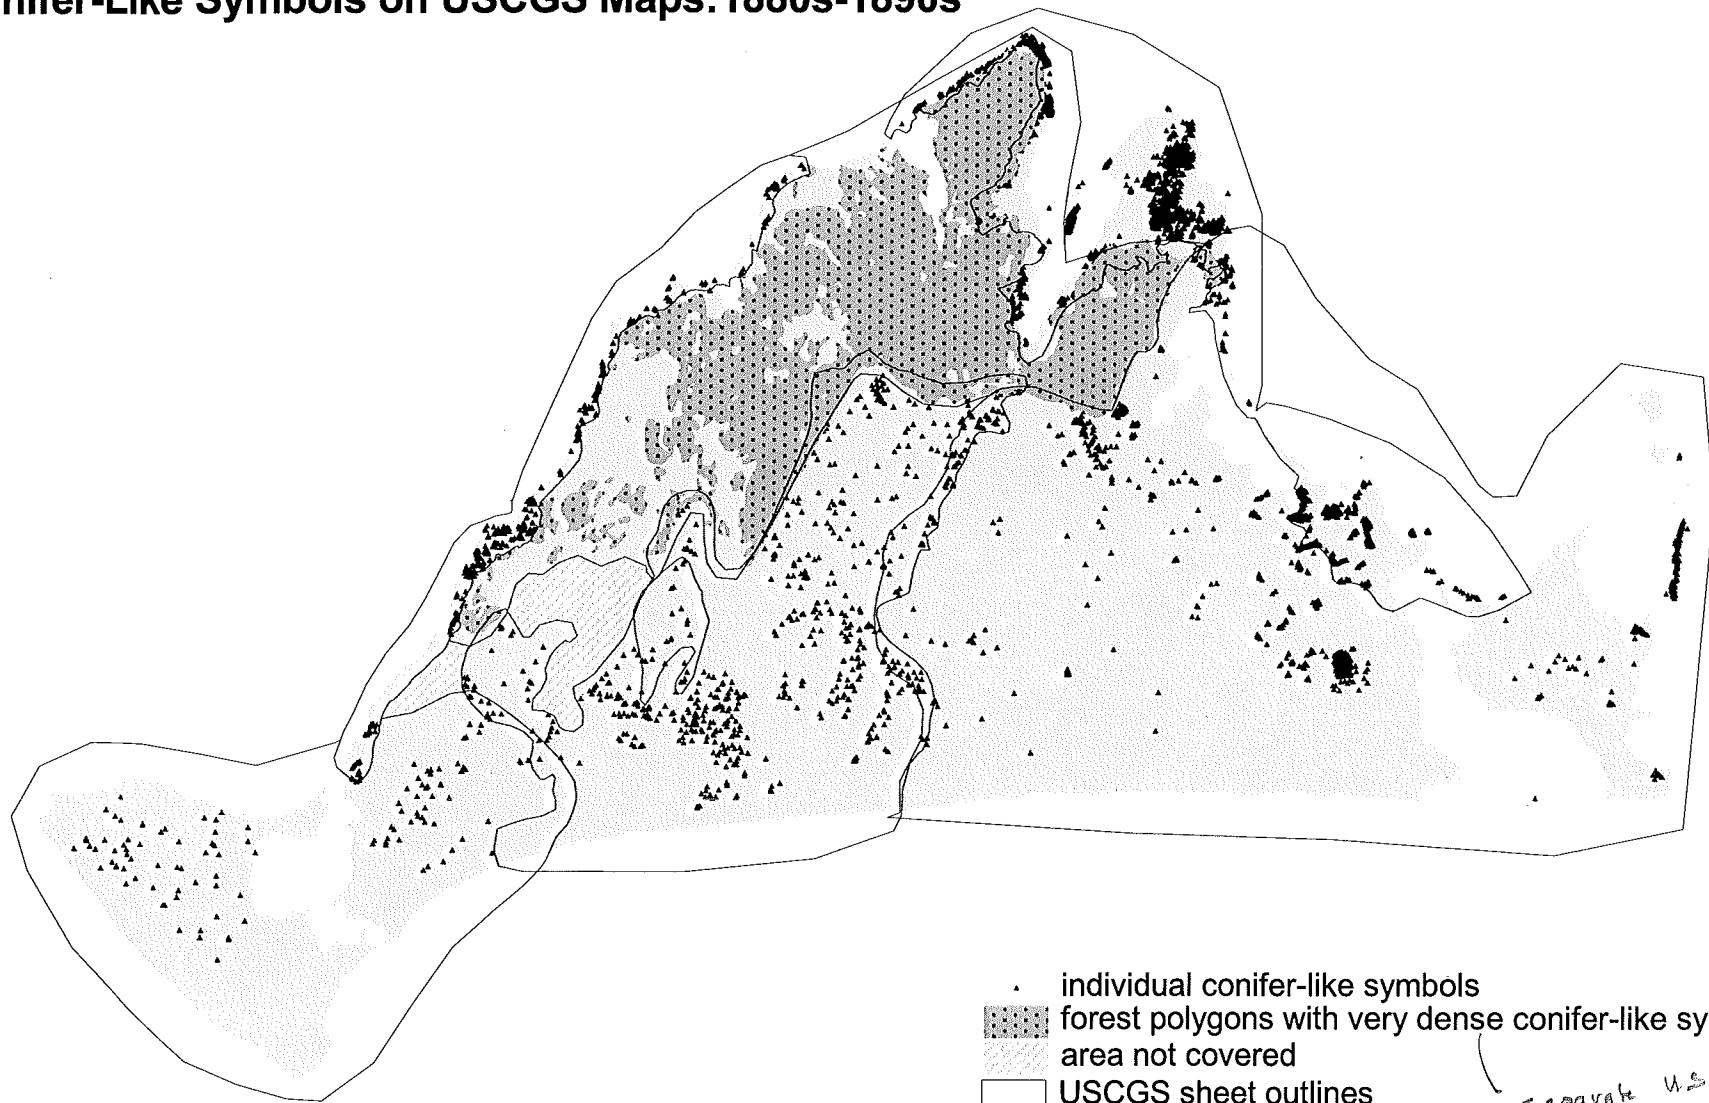 nifer-Like Symbols on USCGS Maps: 1880s-1890s
individual conifer-like symbols
forest polygons with very dense conifer-like sy
area not covered
USCGS sheet outlines
U.S